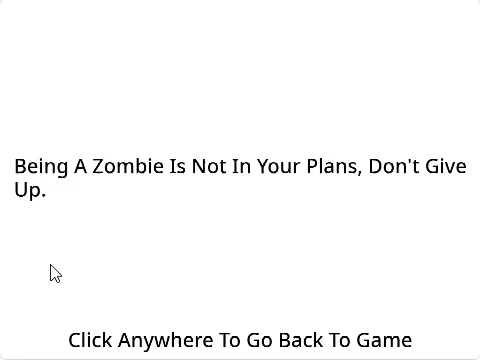 Being A Zombie Is Not In Your Plans, Don't Give
Up.
Click Anywhere To Go Back To Game